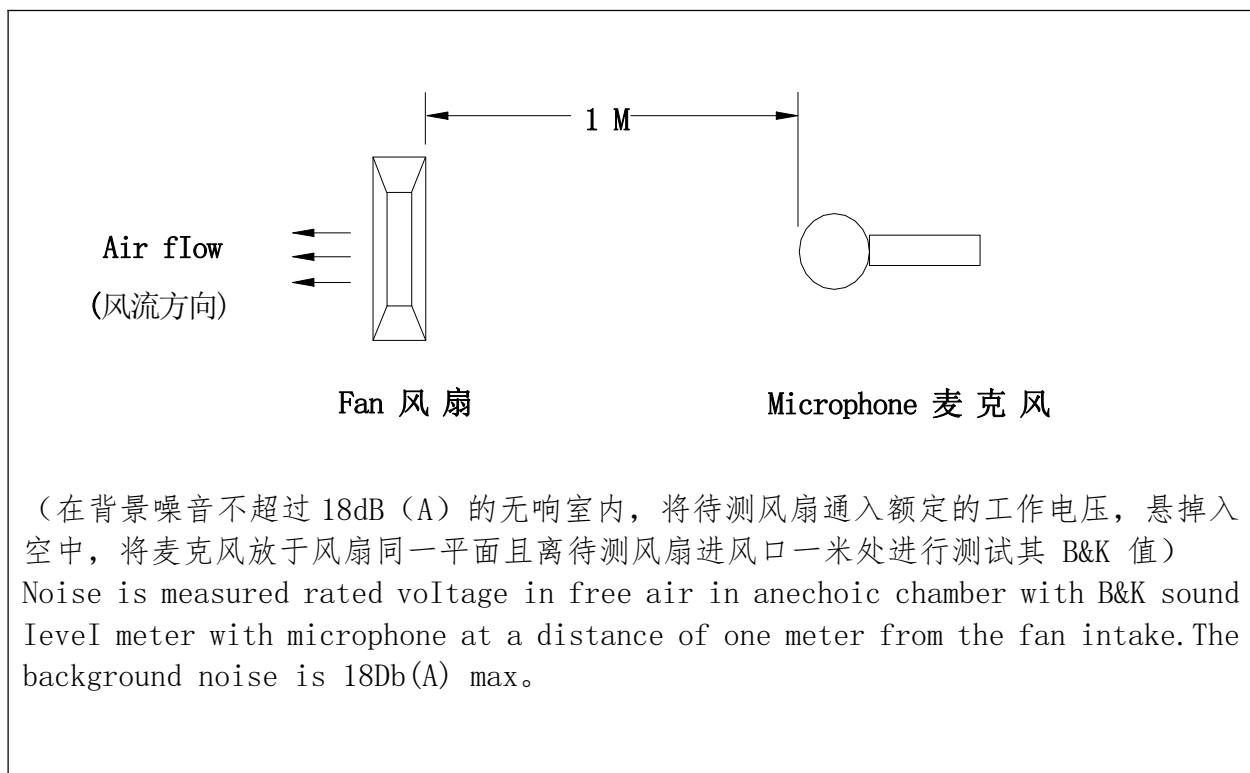 1 M
Air fIow
(风流方向)
Fan 风 扇
Microphone 麦 克 风
（在背景噪音不超过 18dB（A）的无响室内，将待测风扇通入额定的工作电压，悬掉入
空中，将麦克风放于风扇同一平面且离待测风扇进风口一米处进行测试其 B&K 值）
Noise is measured rated voItage in free air in anechoic chamber with B&K sound
IeveI meter with microphone at a distance of one meter from the fan intake.The
background noise is 18Db(A) max。